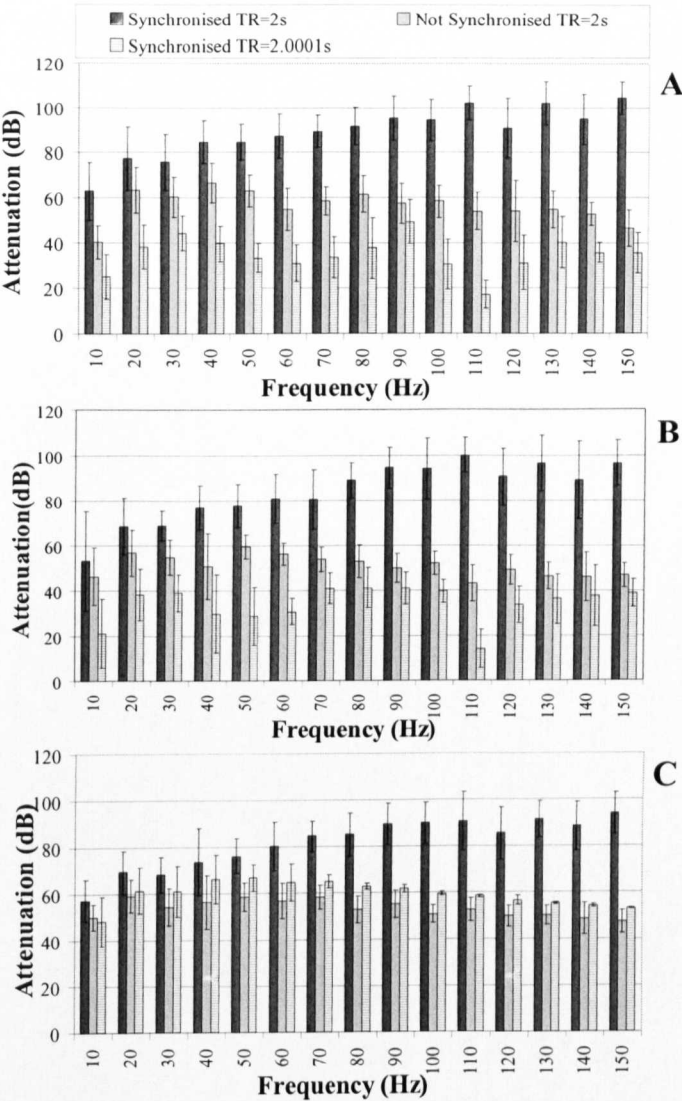 Synchronised TR=2s Not Synchronised TR=2s
Synchronised TR=2.0001s
A
Attenuation (dB)
120
100
80
60
40
20
0
10 20 30 40 50 60 70 80 90 100 110 120 130 140 150
Frequency (Hz)
B
Attenuation(dB)
120
100
80
60
40
20
0
10 20 30 40 50 60 70 80 90 100 110 120 130 140 150
Frequency (Hz)
C
Attenuation (dB)
120
100
80
60
40
20
0
10 20 30 40 50 60 70 80 90 100 110 120 130 140 150
Frequency (Hz)